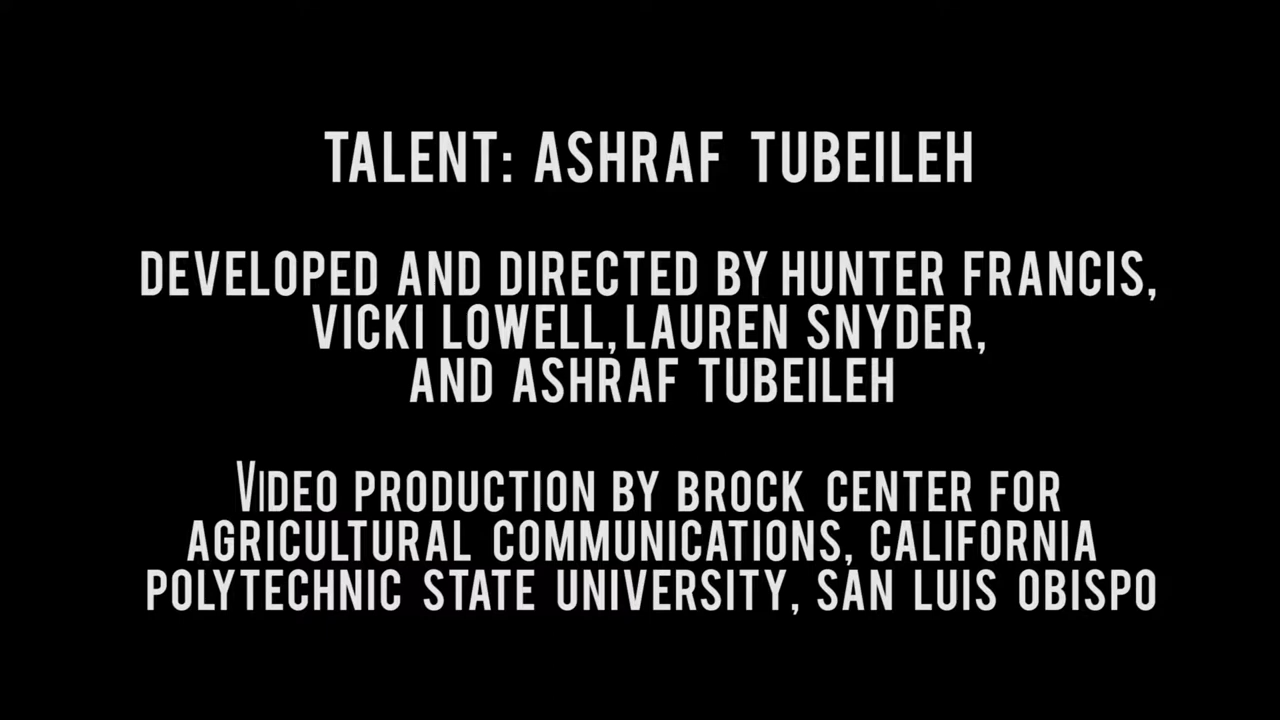 TALENT: ASHRAF TUBEILEH
DEVELOPED AND DIRECTED BY HUNTER FRANCIS,
VICKI LOWELL, LAUREN SNYDER,
AND ASHRAF TUBEILEH
VIDEO PRODUCTION BY BROCK CENTER FOR
AGRICULTURAL COMMUNICATIONS, CALIFORNIA
POLYTECHNIC STATE UNIVERSITY, SAN LUIS OBISPO